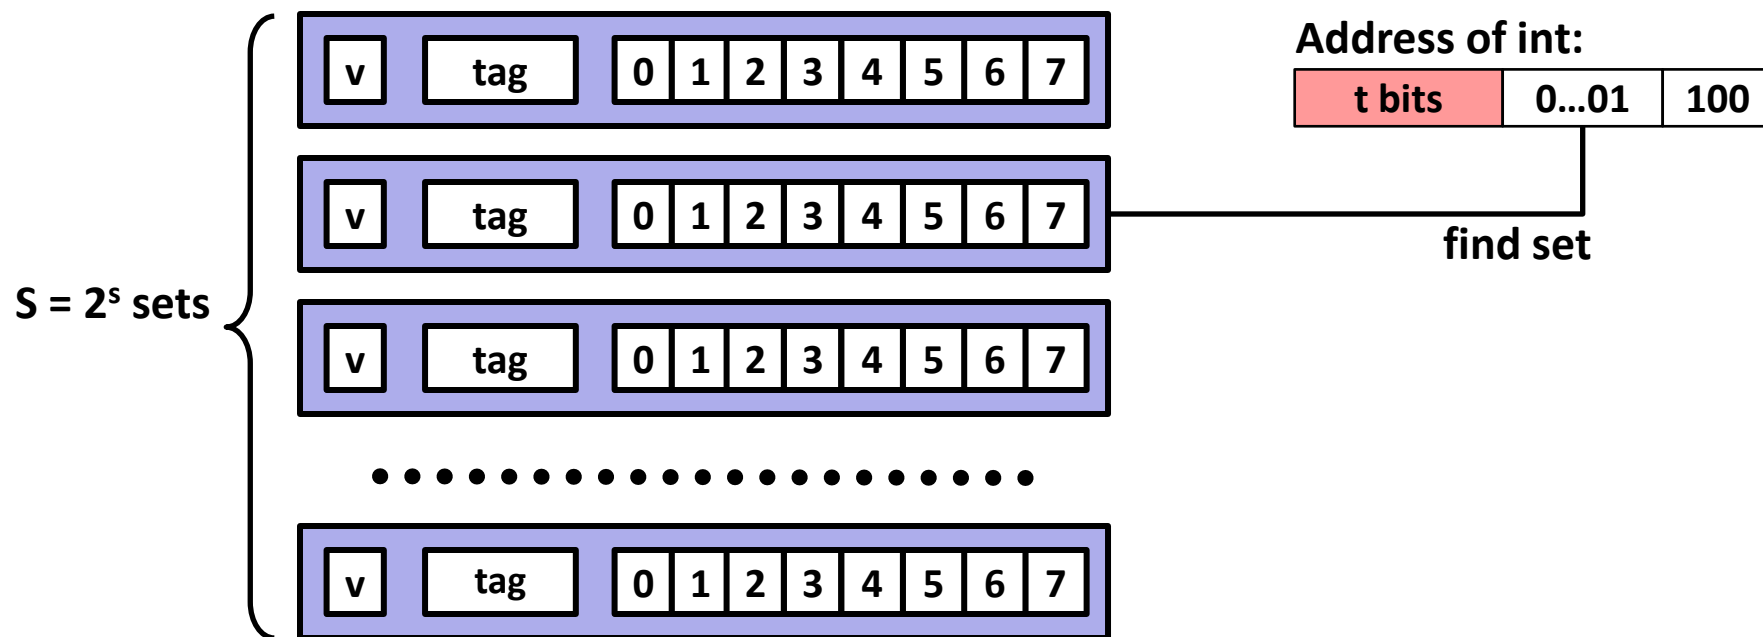 v tag 0 1 2 3 4 5 6 7
Address of int:
t bits 0...01 100
v tag 0 1 2 3 4 5 6 7
find set
S = 2ˢ sets
v tag 0 1 2 3 4 5 6 7
v tag 0 1 2 3 4 5 6 7